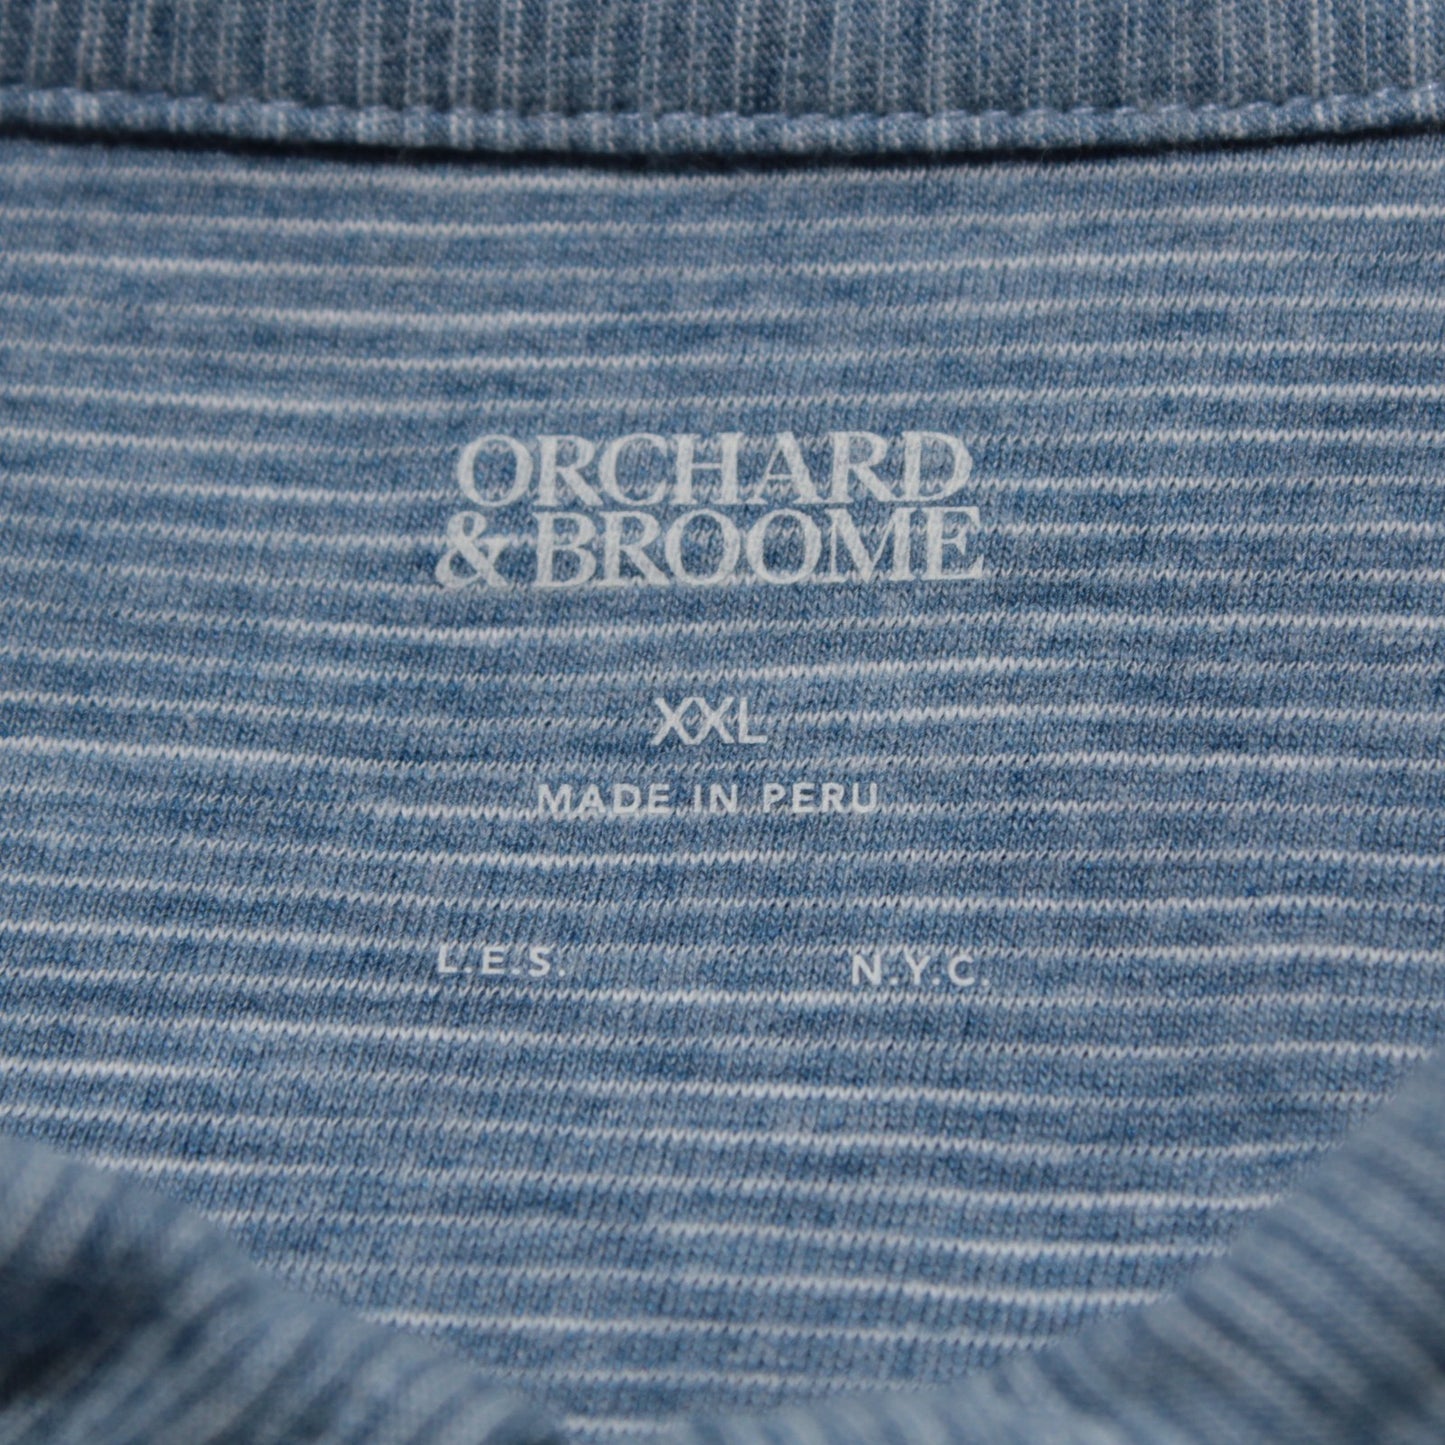 ORCHARD
& BROOME
XXL
MADE IN PERU
L.E.S. N.Y.C.